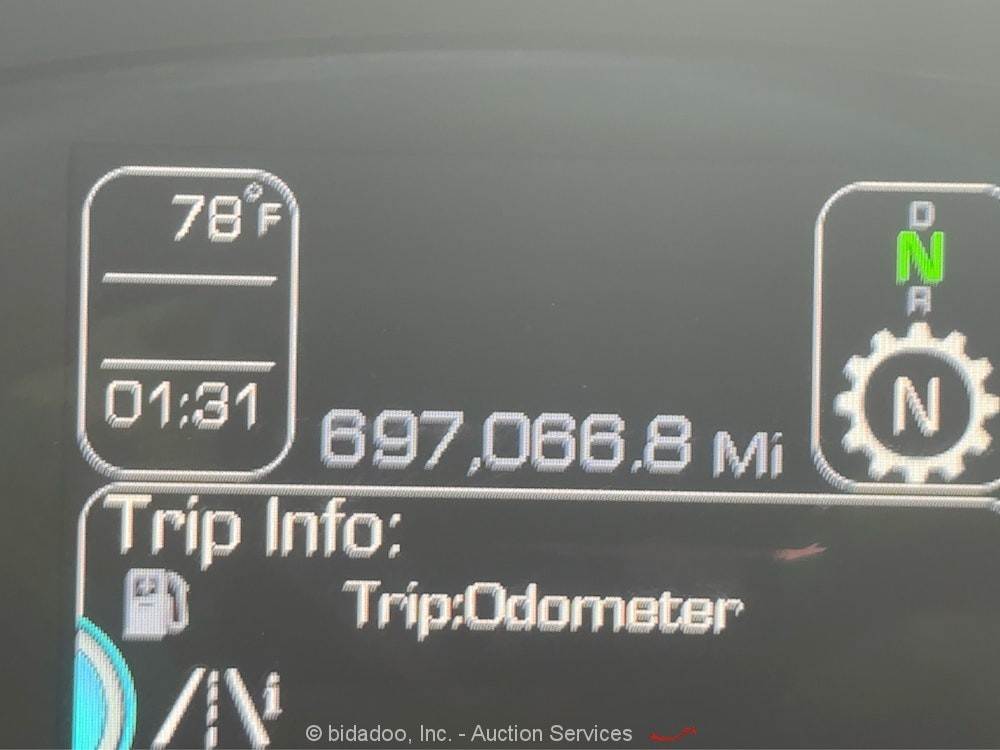 78°F
01:31
697,066.8 Mi
D
N
R
N
Trip Info:
Trip:Odometer
i
© bidadoo, Inc. - Auction Services